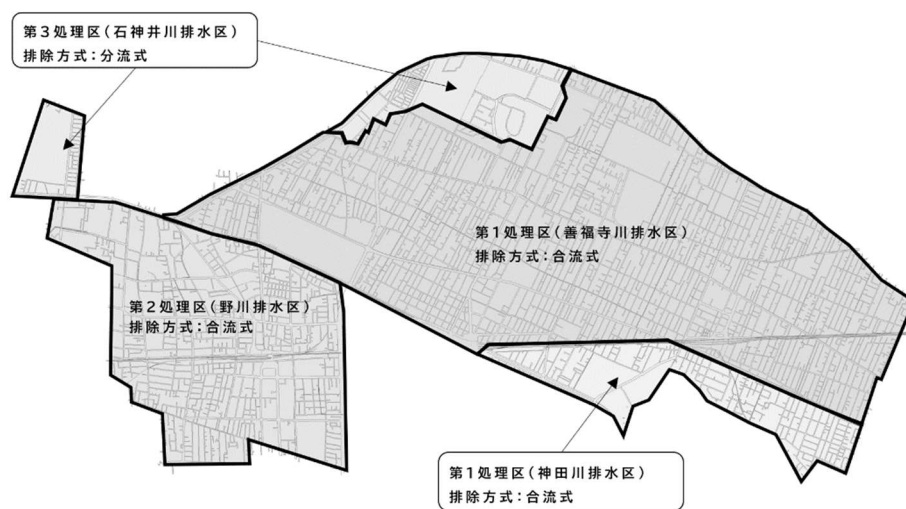 第3処理区(石神井川排水区)
排除方式:分流式
第1処理区(善福寺川排水区)
排除方式:合流式
第2処理区(野川排水区)
排除方式:合流式
第1処理区(神田川排水区)
排除方式:合流式